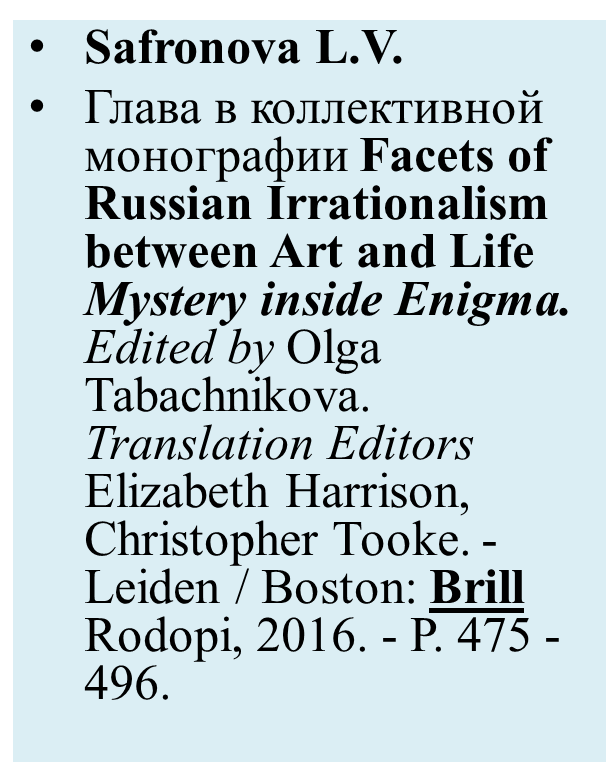 • Safronova L.V.
• Глава в коллективной
монографии Facets of
Russian Irrationalism
between Art and Life
Mystery inside Enigma.
Edited by Olga
Tabachnikova.
Translation Editors
Elizabeth Harrison,
Christopher Tooke. -
Leiden / Boston: Brill
Rodopi, 2016. - P. 475 -
496.